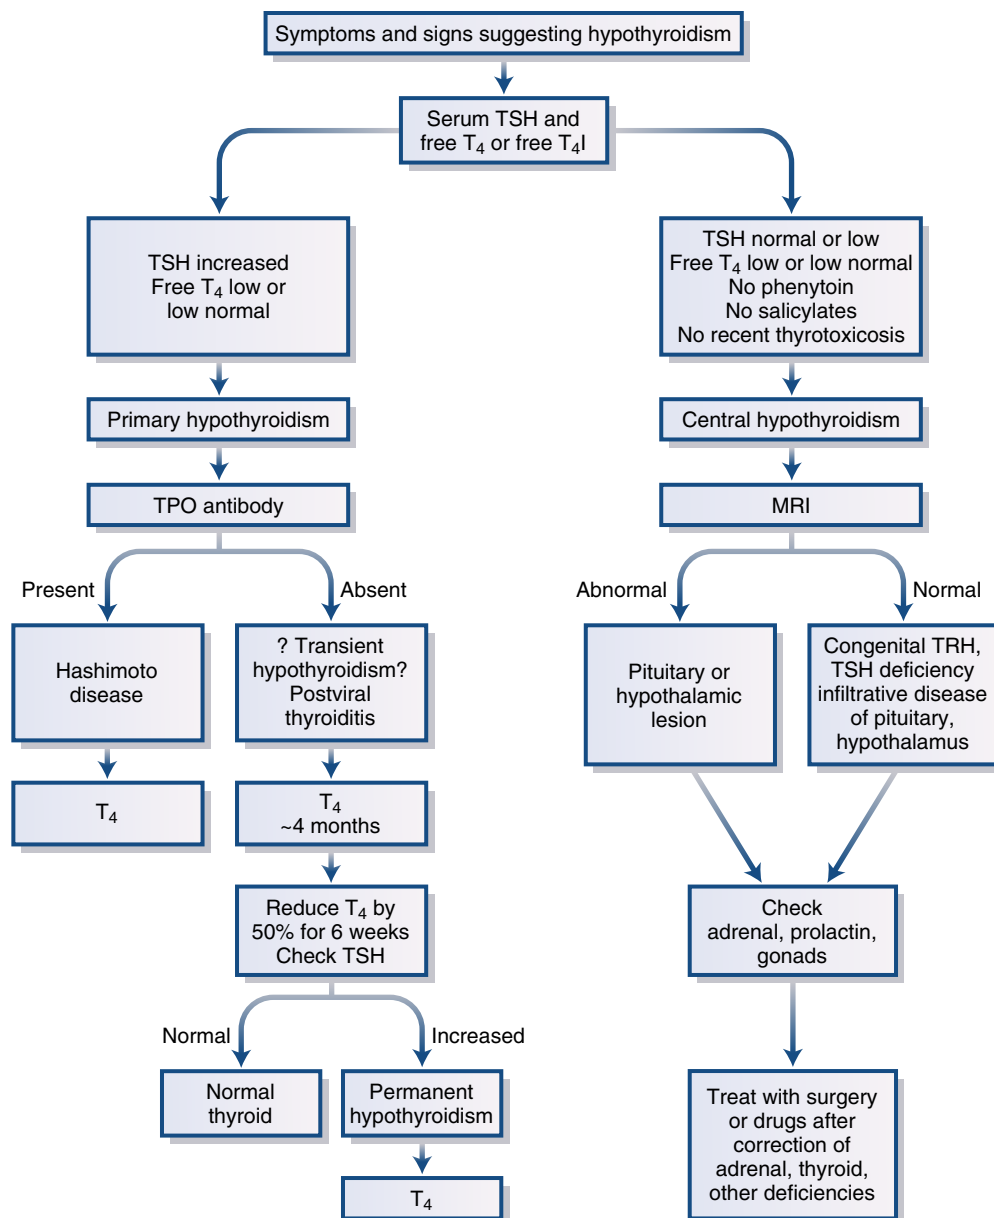 Symptoms and signs suggesting hypothyroidism
Serum TSH and
free T₄ or free T₄I
TSH increased
Free T₄ low or
low normal
TSH normal or low
Free T₄ low or low normal
No phenytoin
No salicylates
No recent thyrotoxicosis
Primary hypothyroidism
Central hypothyroidism
TPO antibody
MRI
Present
Absent
Abnormal
Normal
Hashimoto
disease
? Transient
hypothyroidism?
Postviral
thyroiditis
Pituitary or
hypothalamic
lesion
Congenital TRH,
TSH deficiency
infiltrative disease
of pituitary,
hypothalamus
T₄
T₄
~4 months
Reduce T₄ by
50% for 6 weeks
Check TSH
Check
adrenal, prolactin,
gonads
Normal
Increased
Normal
thyroid
Permanent
hypothyroidism
T₄
Treat with surgery
or drugs after
correction of
adrenal, thyroid,
other deficiencies